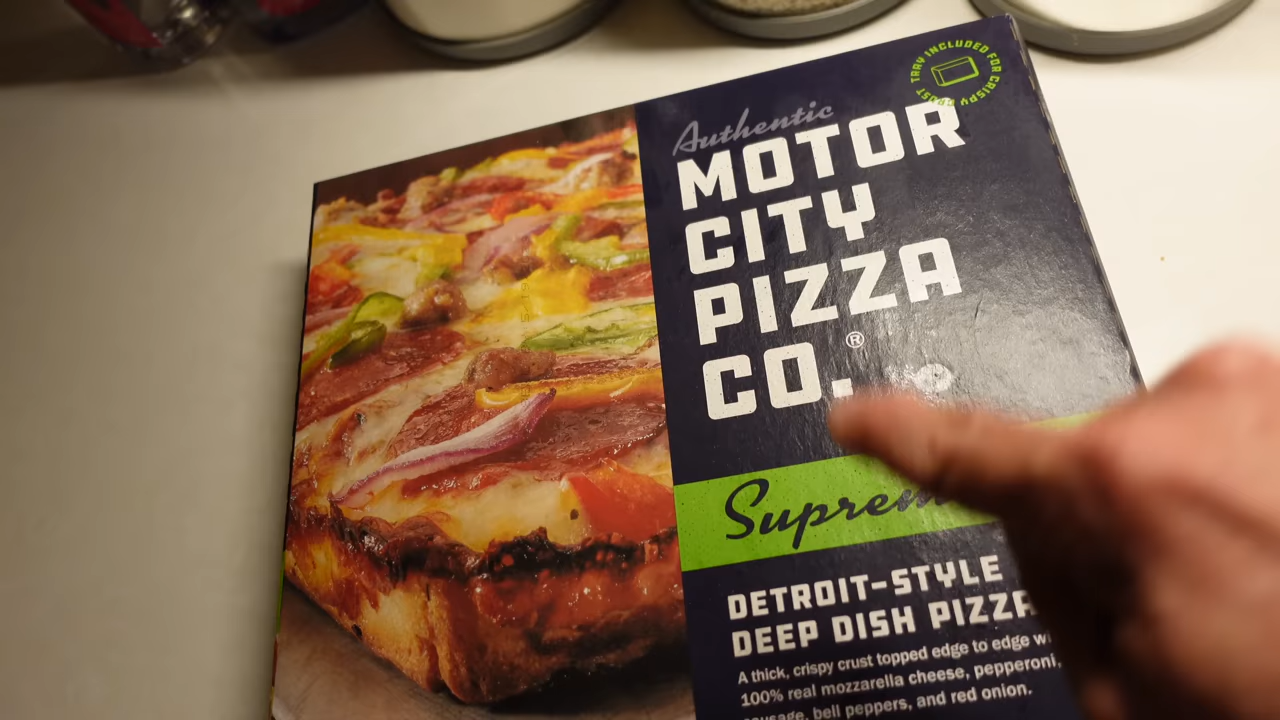 TRAY INCLUDED FOR CRISPY CRUST
Authentic
MOTOR
CITY
PIZZA
CO.®
DETROIT-STYLE
DEEP DISH PIZZA
A thick, crispy crust topped edge to edge
100% real mozzarella cheese, pepperoni,
sausage, bell peppers, and red onion.